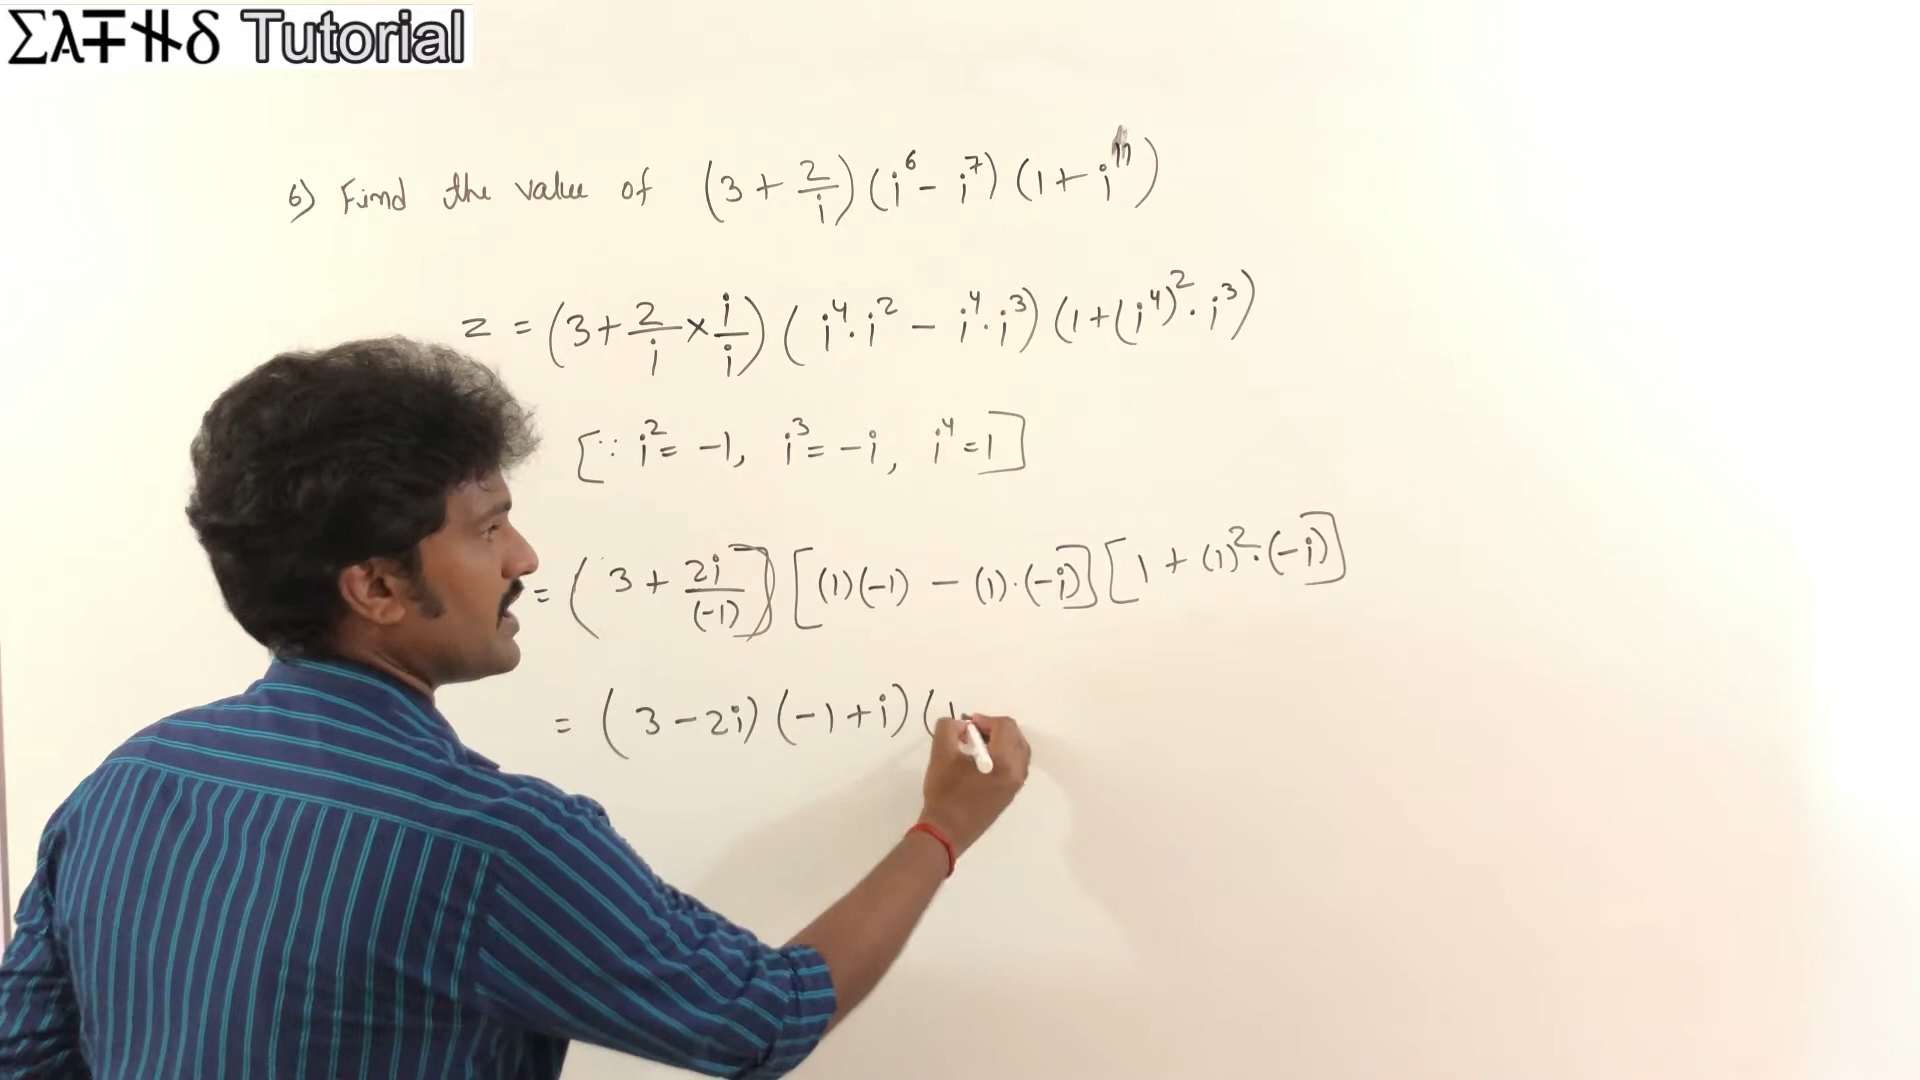 ΣλŦĦδ Tutorial
6) Find the value of (3 + 2/i) (i⁶ - i⁷) (1 + i¹¹)
z = (3 + 2/i × i/i) (i⁴·i² - i⁴·i³) (1 + (i⁴)²·i³)
[∵ i² = -1, i³ = -i, i⁴ = 1]
= (3 + 2i/(-1)] [(1)(-1) - (1)·(-i)] [1 + (1)²·(-i)]
= (3 - 2i) (-1 + i) (1